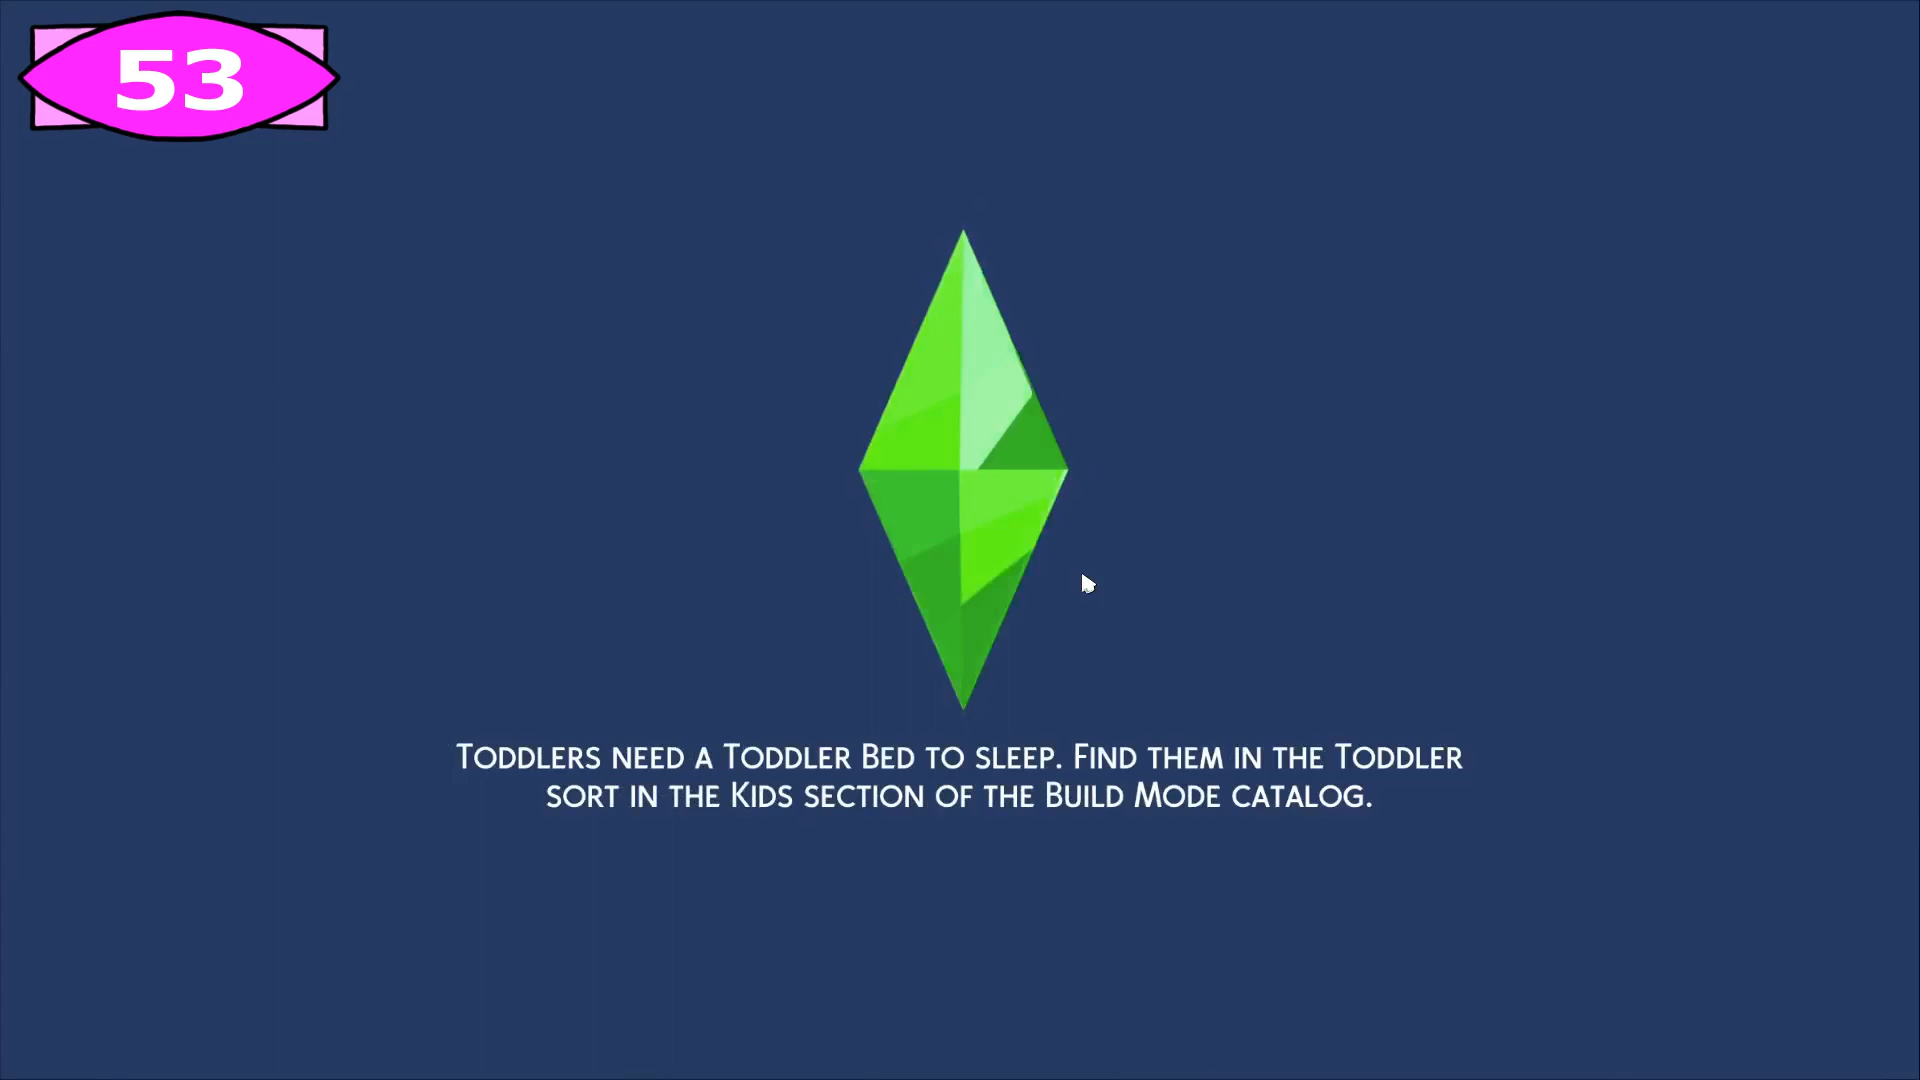 53
Toddlers need a Toddler Bed to sleep. Find them in the Toddler
sort in the Kids section of the Build Mode catalog.